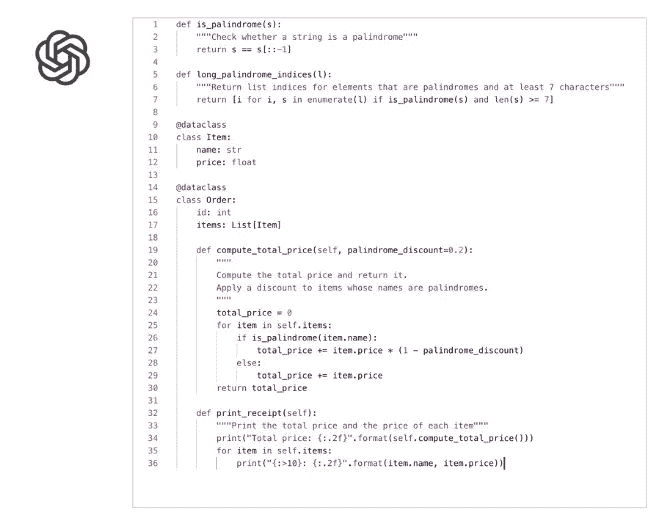 1 def is_palindrome(s):
2     """Check whether a string is a palindrome"""
3     return s == s[::-1]
4
5 def long_palindrome_indices(l):
6     """Return list indices for elements that are palindromes and at least 7 characters"""
7     return [i for i, s in enumerate(l) if is_palindrome(s) and len(s) >= 7]
8
9 @dataclass
10 class Item:
11     name: str
12     price: float
13
14 @dataclass
15 class Order:
16     id: int
17     items: List[Item]
18
19     def compute_total_price(self, palindrome_discount=0.2):
20         """
21         Compute the total price and return it.
22         Apply a discount to items whose names are palindromes.
23         """
24         total_price = 0
25         for item in self.items:
26             if is_palindrome(item.name):
27                 total_price += item.price * (1 - palindrome_discount)
28             else:
29                 total_price += item.price
30         return total_price
31
32     def print_receipt(self):
33         """Print the total price and the price of each item"""
34         print("Total price: {:.2f}".format(self.compute_total_price()))
35         for item in self.items:
36             print("{:>10}: {:.2f}".format(item.name, item.price))